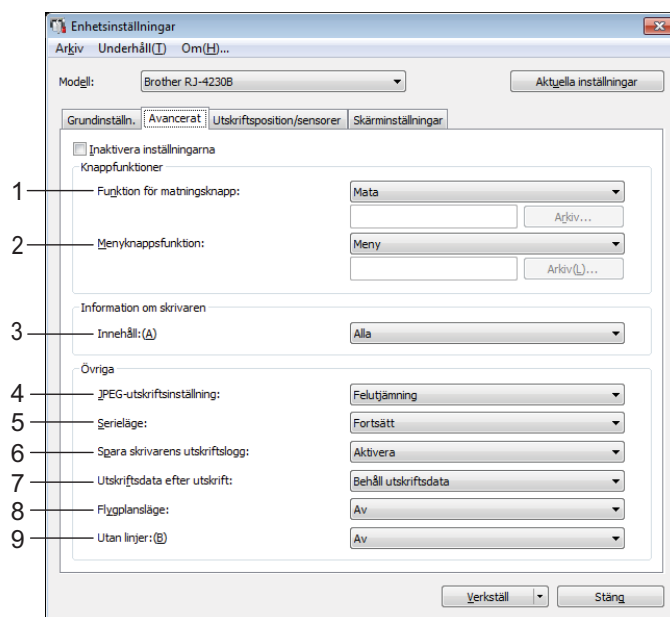 Enhetsinställningar
Arkiv Underhåll(T) Om(H)...
Modell: Brother RJ-4230B Aktuella inställningar
Grundinställn. Avancerat Utskriftsposition/sensorer Skärminställningar
Inaktivera inställningarna
Knappfunktioner
1 Funktion för matningsknapp: Mata
Arkiv...
2 Menyknappsfunktion: Meny
Arkiv(L)...
Information om skrivaren
3 Innehåll:(A) Alla
Övriga
4 JPEG-utskriftsinställning: Felutjämning
5 Serieläge: Fortsätt
6 Spara skrivarens utskriftslogg: Aktivera
7 Utskriftsdata efter utskrift: Behåll utskriftsdata
8 Flygplansläge: Av
9 Utan linjer:(B) Av
Verkställ Stäng